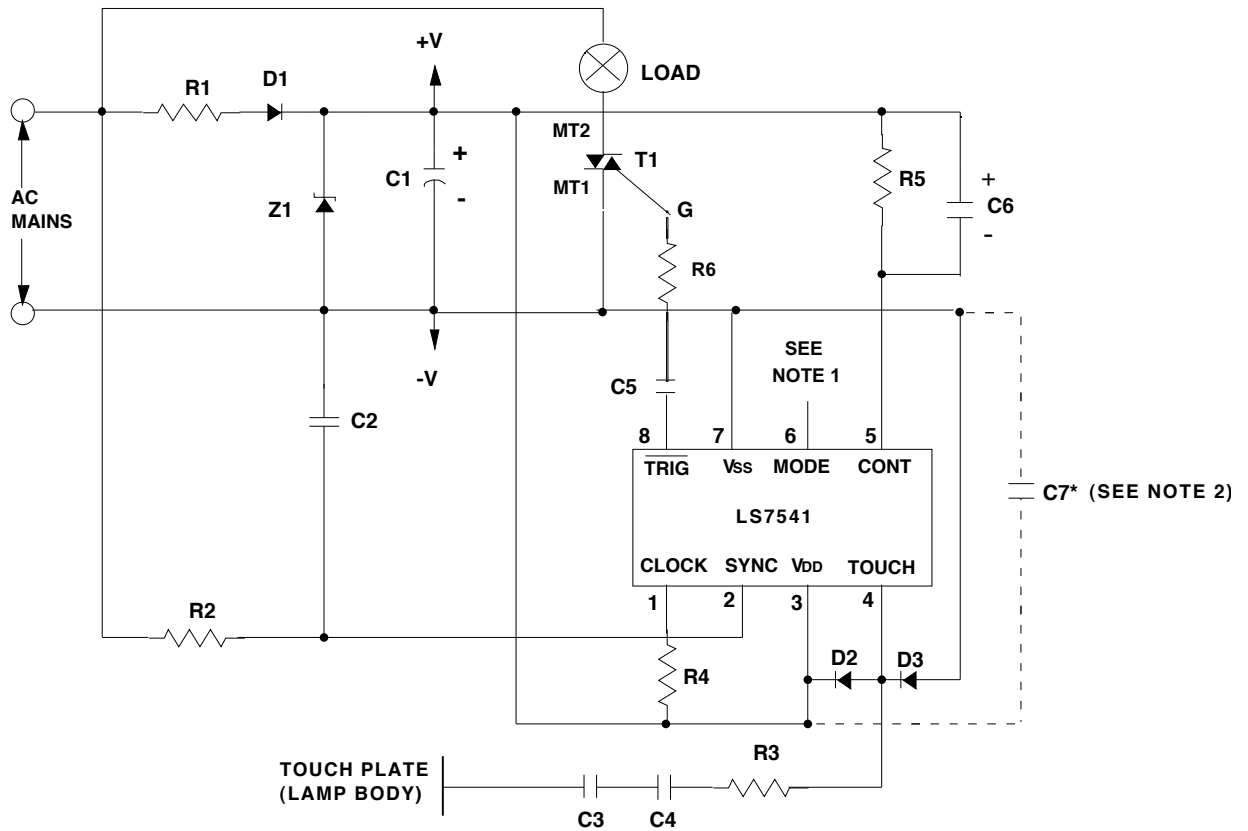 +V
LOAD
R1
D1
MT2
T1
MT1
AC
MAINS
Z1
C1
+
-
G
R5
+
C6
-
R6
-V
C2
C5
SEE
NOTE 1
8
7
6
5
TRIG
VSS
MODE
CONT
LS7541
C7* (SEE NOTE 2)
CLOCK
SYNC
VDD
TOUCH
1
2
3
4
R2
R4
D2
D3
R3
TOUCH PLATE
(LAMP BODY)
C3
C4